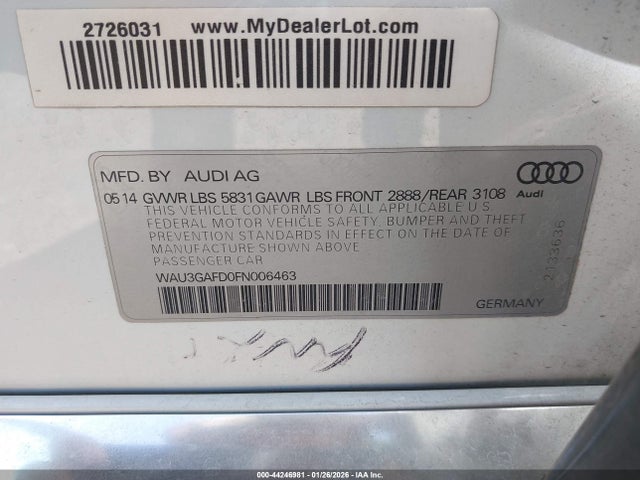 2726031 www.MyDealerLot.com
MFD. BY AUDI AG
Audi
05 14 GVWR LBS 5831 GAWR LBS FRONT 2888/REAR 3108
THIS VEHICLE CONFORMS TO ALL APPLICABLE U.S.
FEDERAL MOTOR VEHICLE SAFETY, BUMPER AND THEFT
PREVENTION STANDARDS IN EFFECT ON THE DATE OF
MANUFACTURE SHOWN ABOVE
PASSENGER CAR
WAU3GAFD0FN006463
2133636
GERMANY
000-44246981 | 01/26/2026 | © IAA, Inc.